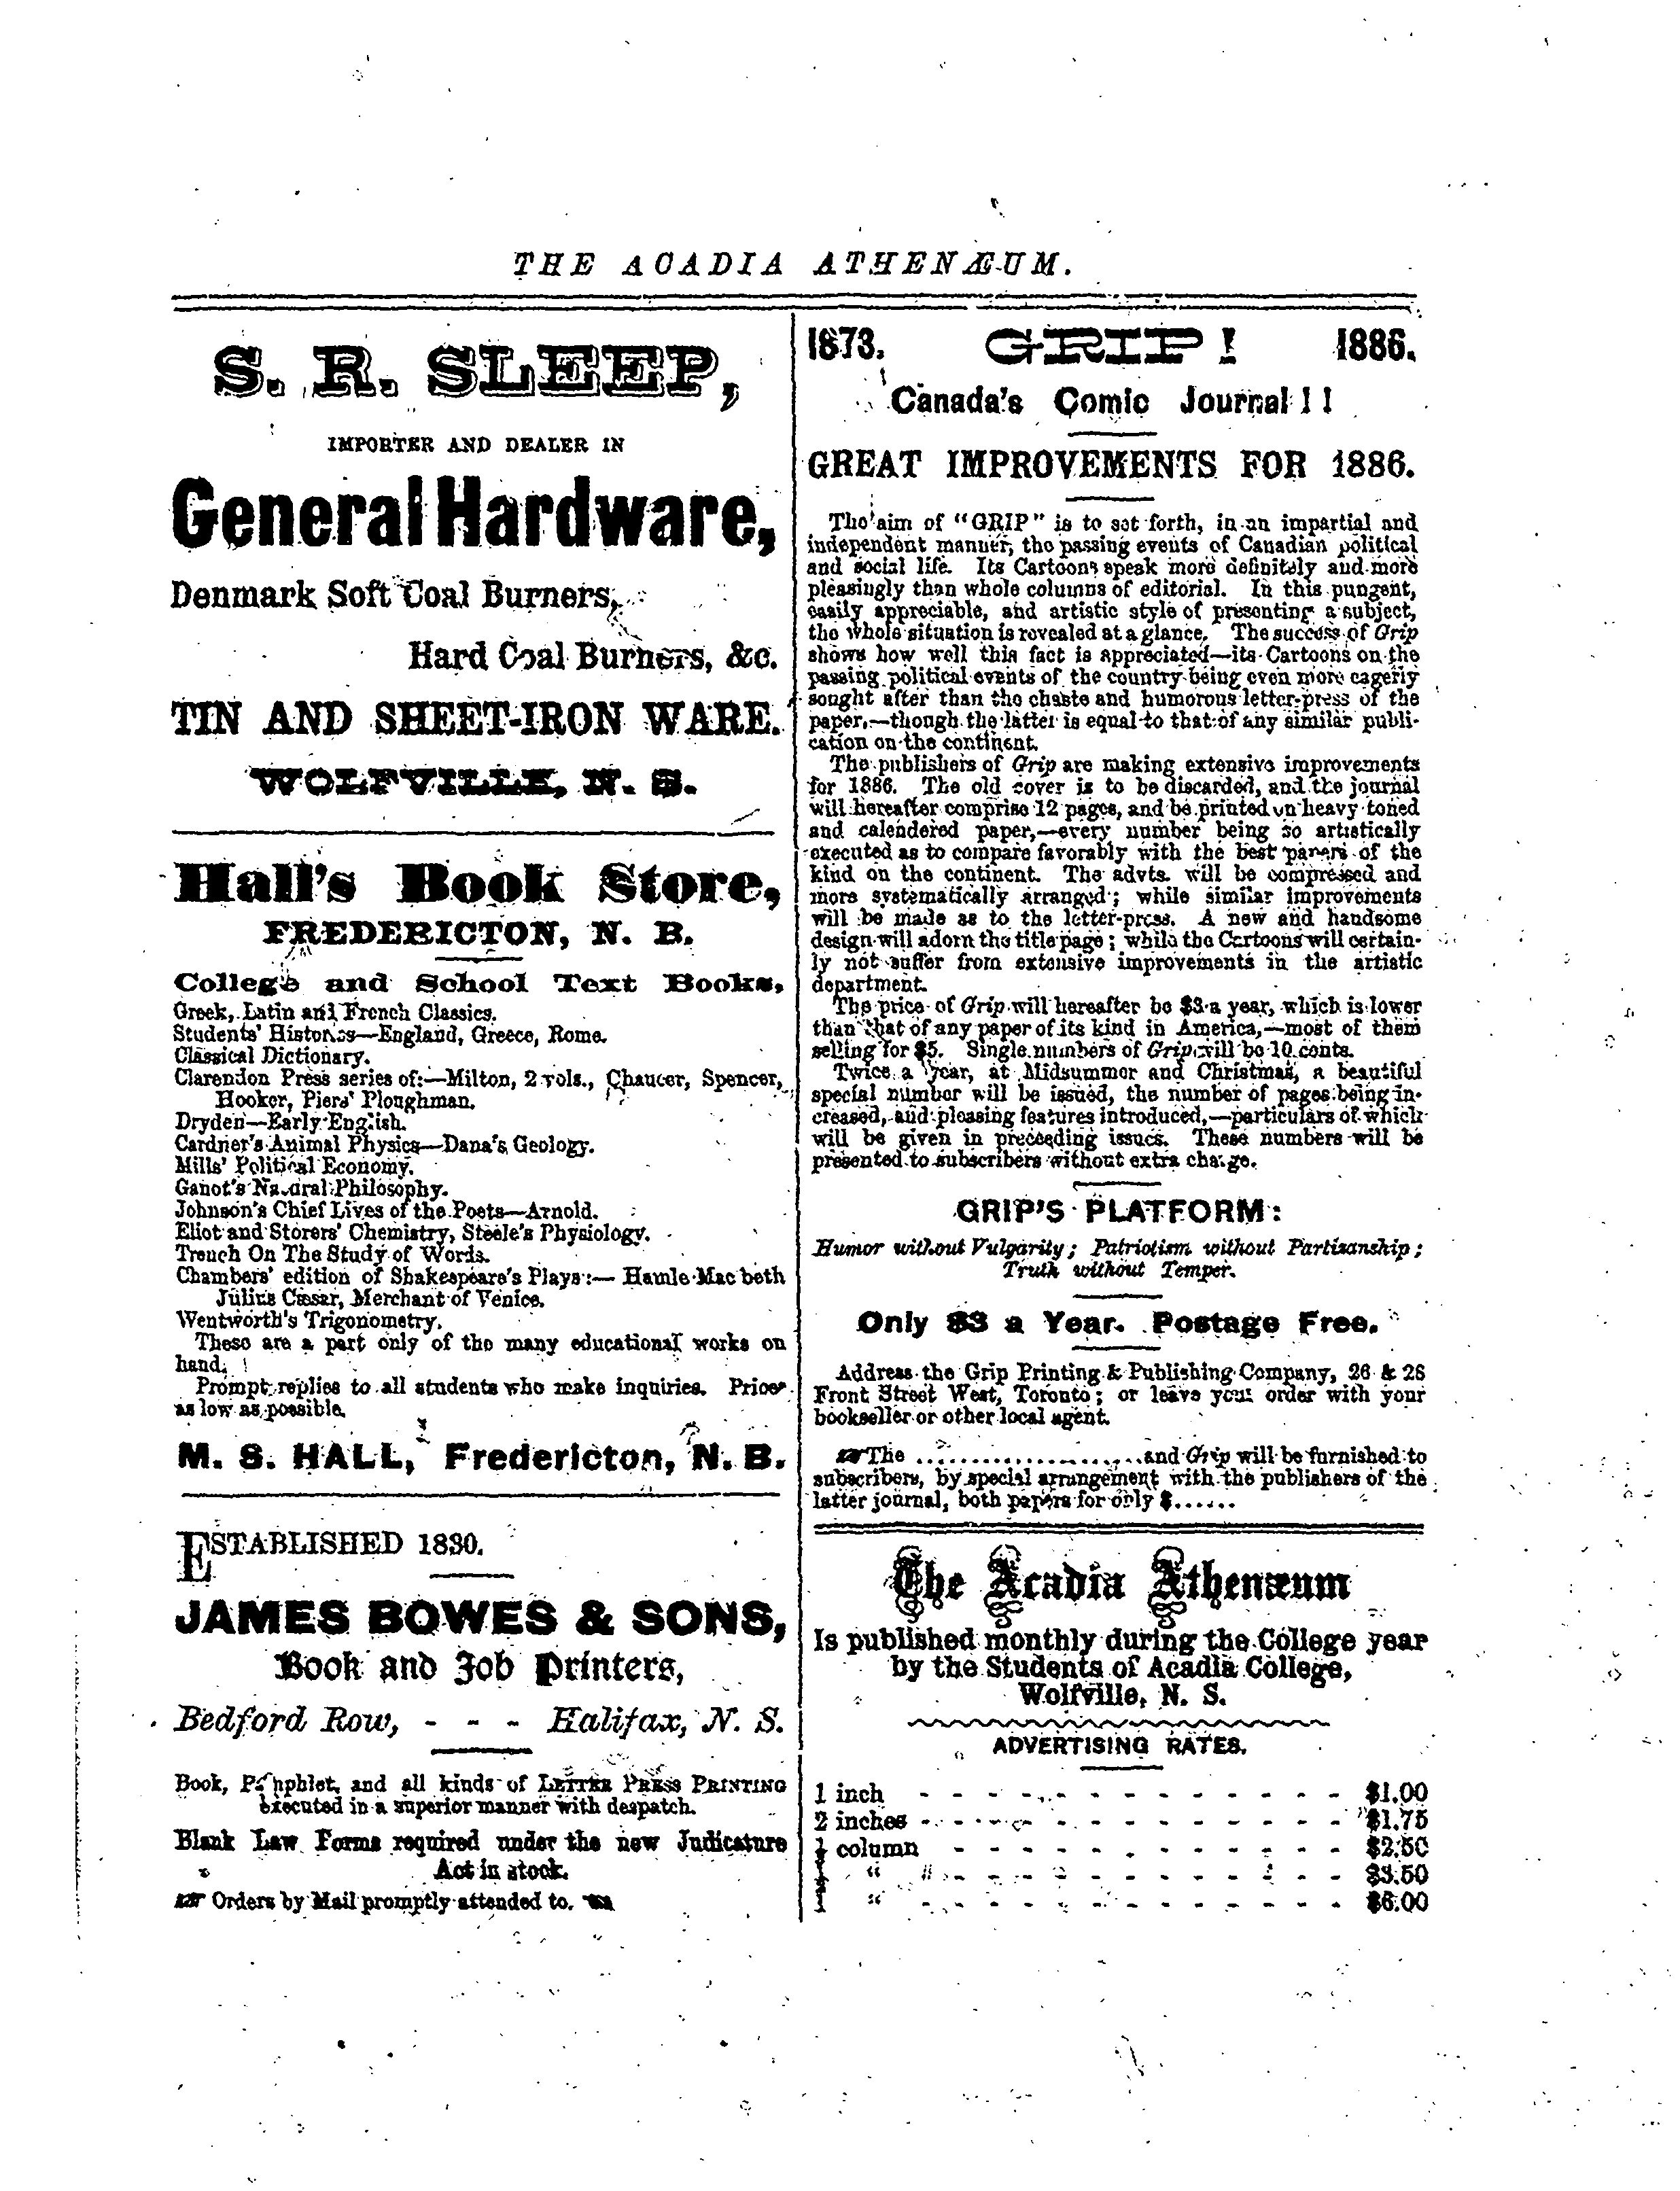 THE ACADIA ATHENÆUM.
S. R. SLEEP,
IMPORTER AND DEALER IN
General Hardware,
Denmark Soft Coal Burners,
Hard Coal Burners, &c.
TIN AND SHEET-IRON WARE.
WOLFVILLE, N. S.
Hall's Book Store,
FREDERICTON, N. B.
College and School Text Books,
Greek, Latin and French Classics.
Students' Histories—England, Greece, Rome.
Classical Dictionary.
Clarendon Press series of:—Milton, 2 vols., Chaucer, Spencer,
Hooker, Piers' Ploughman.
Dryden—Early English.
Cardner's Animal Physics—Dana's Geology.
Mills' Political Economy.
Ganot's Natural Philosophy.
Johnson's Chief Lives of the Poets—Arnold.
Eliot and Storers' Chemistry, Steele's Physiology.
Trench On The Study of Words.
Chambers' edition of Shakespeare's Plays:— Hamle Mac beth
Julius Cæsar, Merchant of Venice.
Wentworth's Trigonometry.
These are a part only of the many educational works on
hand.
Prompt replies to all students who make inquiries. Prices
as low as possible.
M. S. HALL, Fredericton, N. B.
ESTABLISHED 1830.
JAMES BOWES & SONS,
Book and Job Printers,
Bedford Row, - - - Halifax, N. S.
Book, Pamphlet, and all kinds of LETTER PRESS PRINTING
executed in a superior manner with despatch.
Blank Law Forms required under the new Judicature
Act in stock.
☞ Orders by Mail promptly attended to. ☜
1873. GRIP! 1886.
Canada's Comic Journal!!
GREAT IMPROVEMENTS FOR 1886.
The aim of "GRIP" is to set forth, in an impartial and
independent manner, the passing events of Canadian political
and social life. Its Cartoons speak more definitely and more
pleasingly than whole columns of editorial. In this pungent,
easily appreciable, and artistic style of presenting a subject,
the whole situation is revealed at a glance. The success of Grip
shows how well this fact is appreciated—its Cartoons on the
passing political events of the country being even more eagerly
sought after than the chaste and humorous letter-press of the
paper,—though the latter is equal to that of any similar publi-
cation on the continent.
The publishers of Grip are making extensive improvements
for 1886. The old cover is to be discarded, and the journal
will hereafter comprise 12 pages, and be printed on heavy toned
and calendered paper,—every number being so artistically
executed as to compare favorably with the best papers of the
kind on the continent. The advts. will be compressed and
more systematically arranged; while similar improvements
will be made as to the letter-press. A new and handsome
design will adorn the title page; while the Cartoons will certain-
ly not suffer from extensive improvements in the artistic
department.
The price of Grip will hereafter be $3 a year, which is lower
than that of any paper of its kind in America,—most of them
selling for $5. Single numbers of Grip will be 10 cents.
Twice a year, at Midsummer and Christmas, a beautiful
special number will be issued, the number of pages being in-
creased, and pleasing features introduced,—particulars of which
will be given in preceeding issues. These numbers will be
presented to subscribers without extra charge.
GRIP'S PLATFORM:
Humor without Vulgarity; Patriotism without Partizanship;
Truth without Temper.
Only $3 a Year. Postage Free.
Address the Grip Printing & Publishing Company, 26 & 28
Front Street West, Toronto; or leave your order with your
bookseller or other local agent.
☞ The ........................and Grip will be furnished to
subscribers, by special arrangement with the publishers of the
latter journal, both papers for only $......
The Acadia Athenæum
Is published monthly during the College year
by the Students of Acadia College,
Wolfville, N. S.
ADVERTISING RATES.
1 inch - - - - - - - - - - - - - $1.00
2 inches - - - - - - - - - - - - - $1.75
column - - - - - - - - - - - - $2.50
" " - - - - - - - - - - - - $3.50
" - - - - - - - - - - - - - $6.00